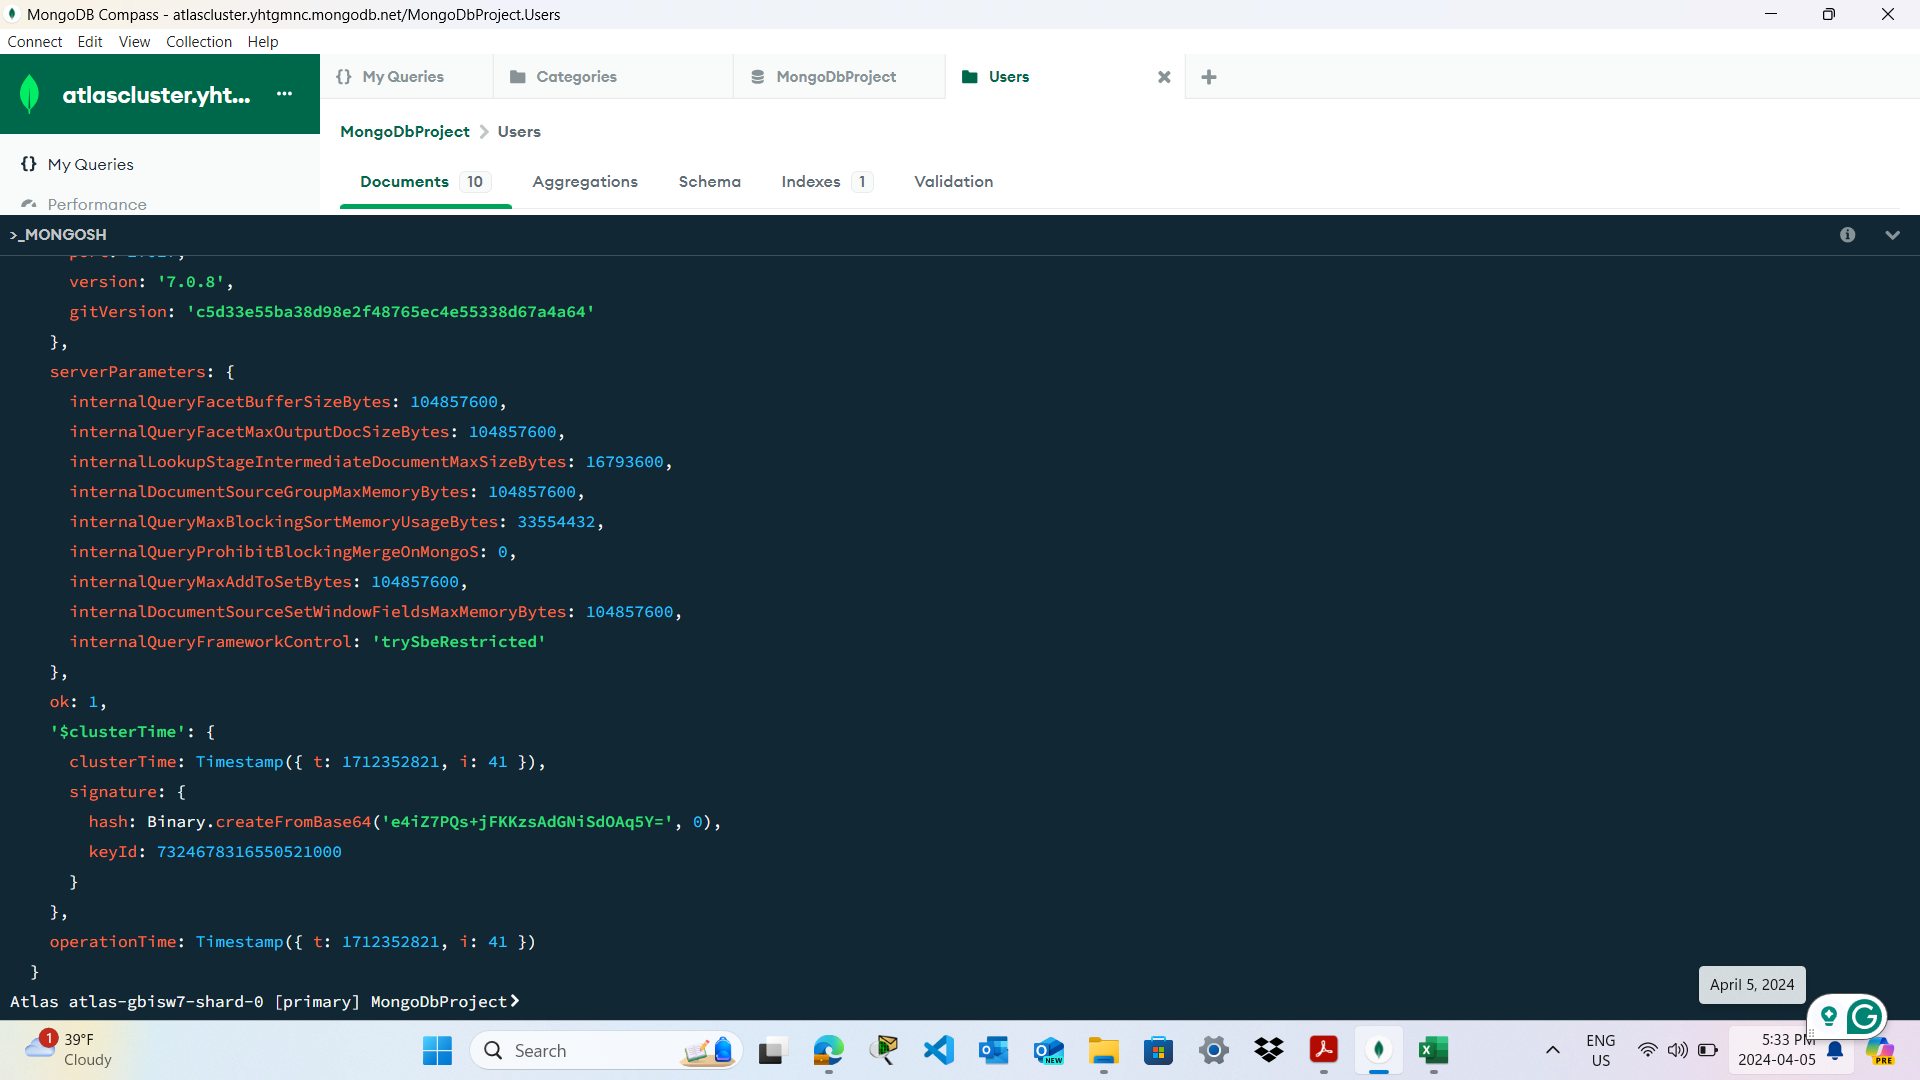 MongoDB Compass - atlascluster.yhtgmnc.mongodb.net/MongoDbProject.Users
Connect Edit View Collection Help
atlascluster.yht... ...
{} My Queries
Categories
MongoDbProject
Users
MongoDbProject > Users
{} My Queries
Performance
Documents 10
Aggregations
Schema
Indexes 1
Validation
>_MONGOSH
version: '7.0.8',
gitVersion: 'c5d33e55ba38d98e2f48765ec4e55338d67a4a64'
},
serverParameters: {
internalQueryFacetBufferSizeBytes: 104857600,
internalQueryFacetMaxOutputDocSizeBytes: 104857600,
internalLookupStageIntermediateDocumentMaxSizeBytes: 16793600,
internalDocumentSourceGroupMaxMemoryBytes: 104857600,
internalQueryMaxBlockingSortMemoryUsageBytes: 33554432,
internalQueryProhibitBlockingMergeOnMongoS: 0,
internalQueryMaxAddToSetBytes: 104857600,
internalDocumentSourceSetWindowFieldsMaxMemoryBytes: 104857600,
internalQueryFrameworkControl: 'trySbeRestricted'
},
ok: 1,
'$clusterTime': {
clusterTime: Timestamp({ t: 1712352821, i: 41 }),
signature: {
hash: Binary.createFromBase64('e4iZ7PQs+jFKKzsAdGNiSdOAq5Y=', 0),
keyId: 7324678316550521000
}
},
operationTime: Timestamp({ t: 1712352821, i: 41 })
}
Atlas atlas-gbisw7-shard-0 [primary] MongoDbProject>
April 5, 2024
1
39°F
Cloudy
Search
NEW
ENG
US
5:33 PM
2024-04-05
PRE